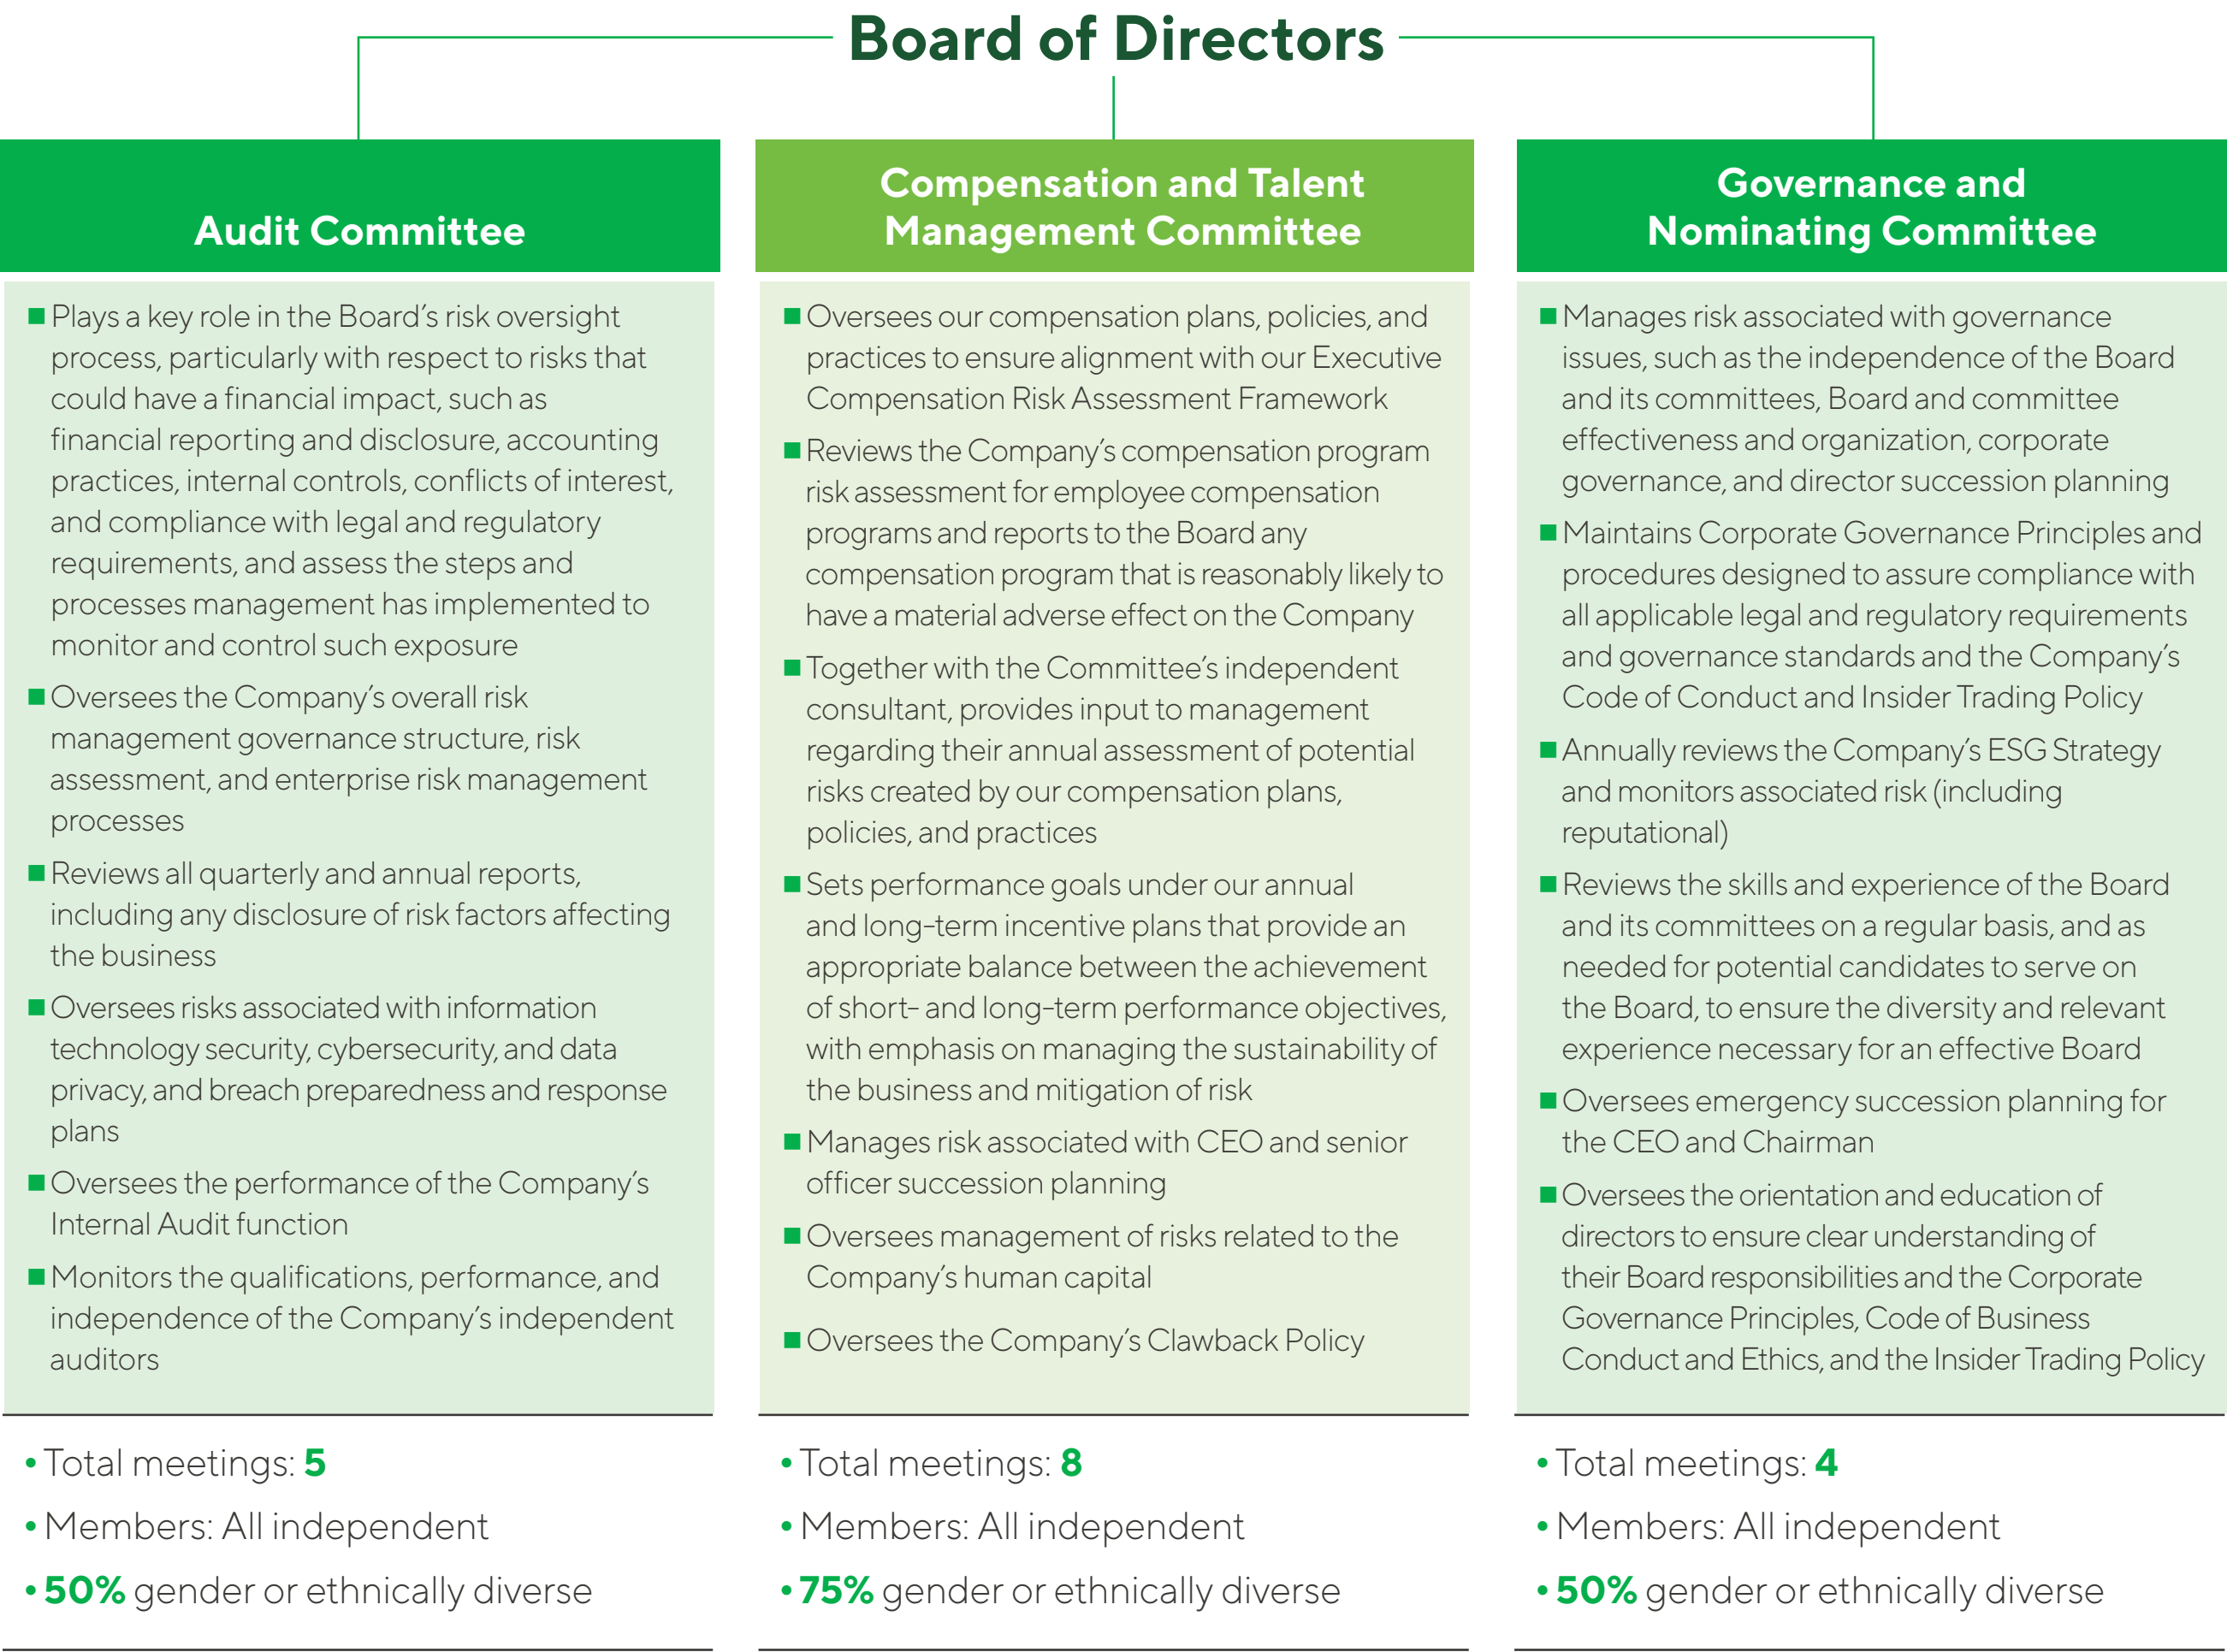 Board of Directors
Audit Committee
■ Plays a key role in the Board’s risk oversight
process, particularly with respect to risks that
could have a financial impact, such as
financial reporting and disclosure, accounting
practices, internal controls, conflicts of interest,
and compliance with legal and regulatory
requirements, and assess the steps and
processes management has implemented to
monitor and control such exposure
■ Oversees the Company’s overall risk
management governance structure, risk
assessment, and enterprise risk management
processes
■ Reviews all quarterly and annual reports,
including any disclosure of risk factors affecting
the business
■ Oversees risks associated with information
technology security, cybersecurity, and data
privacy, and breach preparedness and response
plans
■ Oversees the performance of the Company’s
Internal Audit function
■ Monitors the qualifications, performance, and
independence of the Company’s independent
auditors
• Total meetings: 5
• Members: All independent
• 50% gender or ethnically diverse
Compensation and Talent
Management Committee
■ Oversees our compensation plans, policies, and
practices to ensure alignment with our Executive
Compensation Risk Assessment Framework
■ Reviews the Company’s compensation program
risk assessment for employee compensation
programs and reports to the Board any
compensation program that is reasonably likely to
have a material adverse effect on the Company
■ Together with the Committee’s independent
consultant, provides input to management
regarding their annual assessment of potential
risks created by our compensation plans,
policies, and practices
■ Sets performance goals under our annual
and long-term incentive plans that provide an
appropriate balance between the achievement
of short- and long-term performance objectives,
with emphasis on managing the sustainability of
the business and mitigation of risk
■ Manages risk associated with CEO and senior
officer succession planning
■ Oversees management of risks related to the
Company’s human capital
■ Oversees the Company’s Clawback Policy
• Total meetings: 8
• Members: All independent
• 75% gender or ethnically diverse
Governance and
Nominating Committee
■ Manages risk associated with governance
issues, such as the independence of the Board
and its committees, Board and committee
effectiveness and organization, corporate
governance, and director succession planning
■ Maintains Corporate Governance Principles and
procedures designed to assure compliance with
all applicable legal and regulatory requirements
and governance standards and the Company’s
Code of Conduct and Insider Trading Policy
■ Annually reviews the Company’s ESG Strategy
and monitors associated risk (including
reputational)
■ Reviews the skills and experience of the Board
and its committees on a regular basis, and as
needed for potential candidates to serve on
the Board, to ensure the diversity and relevant
experience necessary for an effective Board
■ Oversees emergency succession planning for
the CEO and Chairman
■ Oversees the orientation and education of
directors to ensure clear understanding of
their Board responsibilities and the Corporate
Governance Principles, Code of Business
Conduct and Ethics, and the Insider Trading Policy
• Total meetings: 4
• Members: All independent
• 50% gender or ethnically diverse